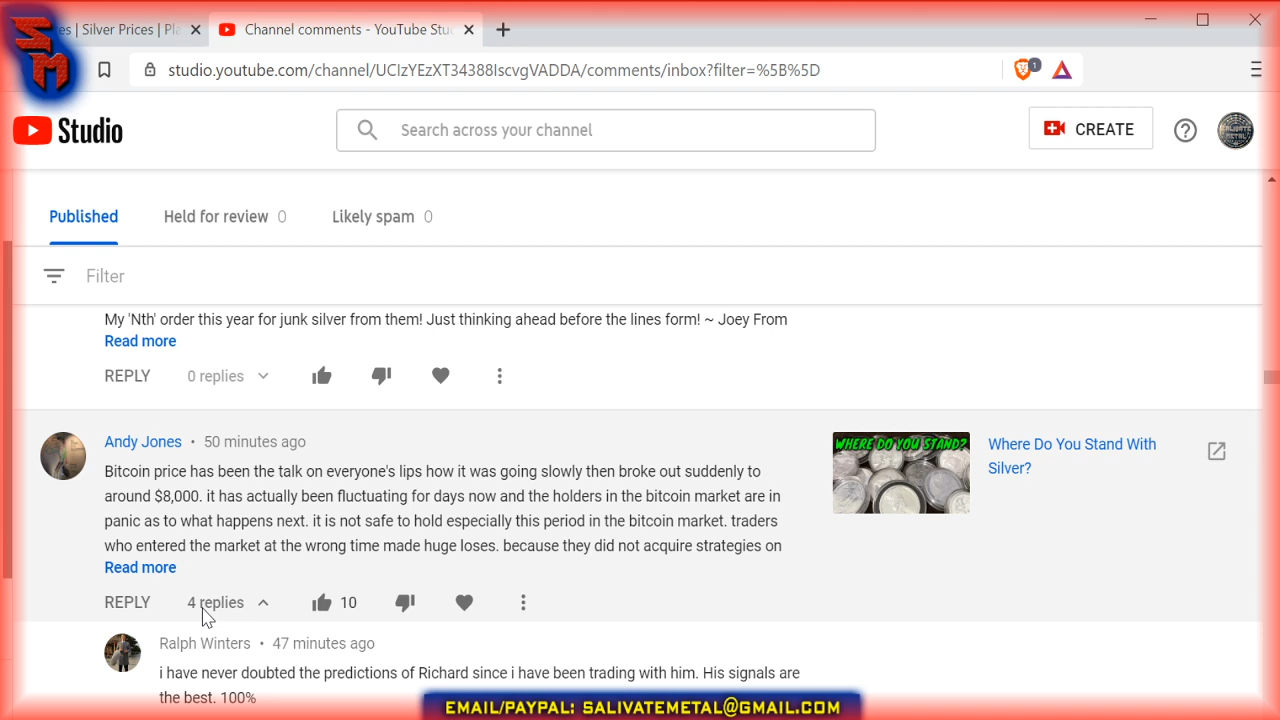 SM
es | Silver Prices | Pla
Channel comments - YouTube Stu
studio.youtube.com/channel/UCIzYEzXT34388IscvgVADDA/comments/inbox?filter=%5B%5D
1
Studio
Search across your channel
CREATE
Published
Held for review 0
Likely spam 0
Filter
My 'Nth' order this year for junk silver from them! Just thinking ahead before the lines form! ~ Joey From
Read more
REPLY
0 replies
Andy Jones • 50 minutes ago
Bitcoin price has been the talk on everyone's lips how it was going slowly then broke out suddenly to
around $8,000. it has actually been fluctuating for days now and the holders in the bitcoin market are in
panic as to what happens next. it is not safe to hold especially this period in the bitcoin market. traders
who entered the market at the wrong time made huge loses. because they did not acquire strategies on
Read more
WHERE DO YOU STAND?
Where Do You Stand With
Silver?
REPLY
4 replies
10
Ralph Winters • 47 minutes ago
i have never doubted the predictions of Richard since i have been trading with him. His signals are
the best. 100%
EMAIL/PAYPAL: SALIVATEMETAL@GMAIL.COM